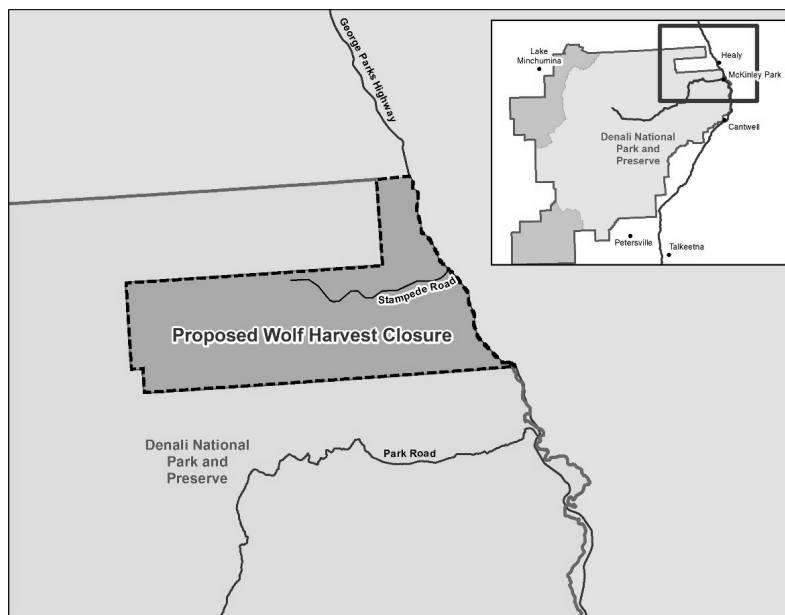 George Parks Highway
Stampede Road
Proposed Wolf Harvest Closure
Denali National
Park and
Preserve
Park Road
Lake
Minchumina
Healy
McKinley Park
Denali National
Park and
Preserve
Cantwell
Petersville
Talkeetna